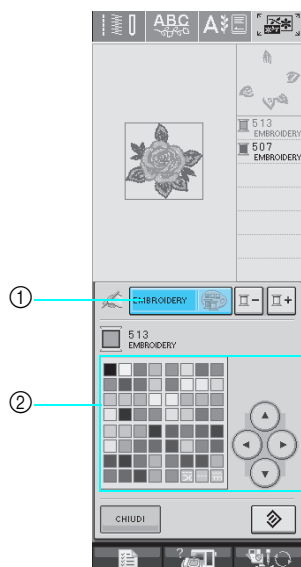 ABC
A
513
EMBROIDERY
507
EMBROIDERY
①
EMBROIDERY
−
+
513
EMBROIDERY
②
CHIUDI
?